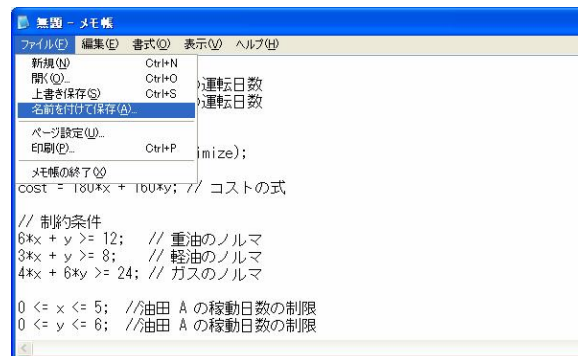 無題 - メモ帳
ファイル(F) 編集(E) 書式(O) 表示(V) ヘルプ(H)
新規(N) Ctrl+N
開く(O)... Ctrl+O
上書き保存(S) Ctrl+S
名前を付けて保存(A)...
ページ設定(U)...
印刷(P)... Ctrl+P
メモ帳の終了(X)
の運転日数
の運転日数
imize);
cost = 180*x + 160*y; // コストの式
// 制約条件
6*x + y >= 12; // 重油のノルマ
3*x + y >= 8; // 軽油のノルマ
4*x + 6*y >= 24; // ガスのノルマ
0 <= x <= 5; //油田 A の稼動日数の制限
0 <= y <= 6; //油田 A の稼動日数の制限